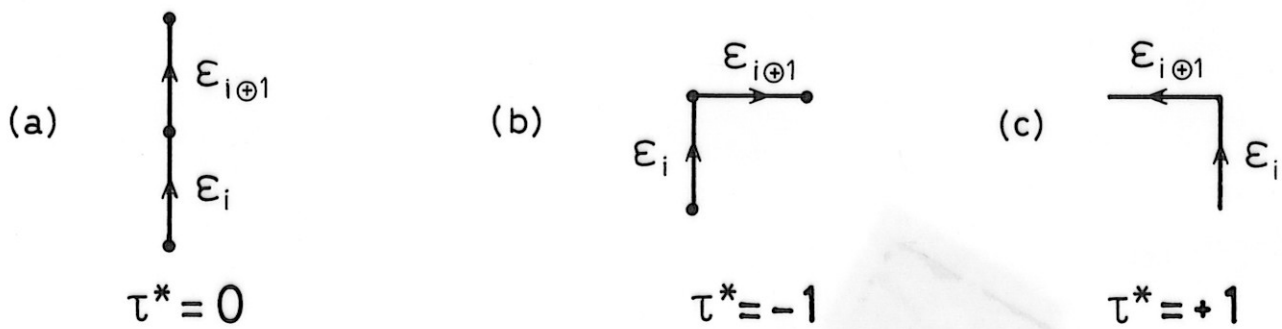 (a) ε_{i⊕1}
ε_i
τ* = 0
(b) ε_{i⊕1}
ε_i
τ* = -1
(c) ε_{i⊕1}
ε_i
τ* = +1